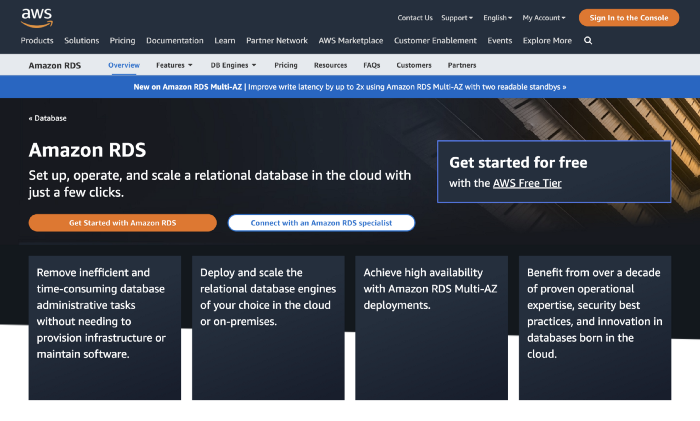 aws
Contact Us Support English My Account Sign In to the Console
Products Solutions Pricing Documentation Learn Partner Network AWS Marketplace Customer Enablement Events Explore More
Amazon RDS Overview Features DB Engines Pricing Resources FAQs Customers Partners
New on Amazon RDS Multi-AZ | Improve write latency by up to 2x using Amazon RDS Multi-AZ with two readable standbys »
« Database
Amazon RDS
Set up, operate, and scale a relational database in the cloud with
just a few clicks.
Get Started with Amazon RDS
Connect with an Amazon RDS specialist
Get started for free
with the AWS Free Tier
Remove inefficient and
time-consuming database
administrative tasks
without needing to
provision infrastructure or
maintain software.
Deploy and scale the
relational database engines
of your choice in the cloud
or on-premises.
Achieve high availability
with Amazon RDS Multi-AZ
deployments.
Benefit from over a decade
of proven operational
expertise, security best
practices, and innovation in
databases born in the
cloud.